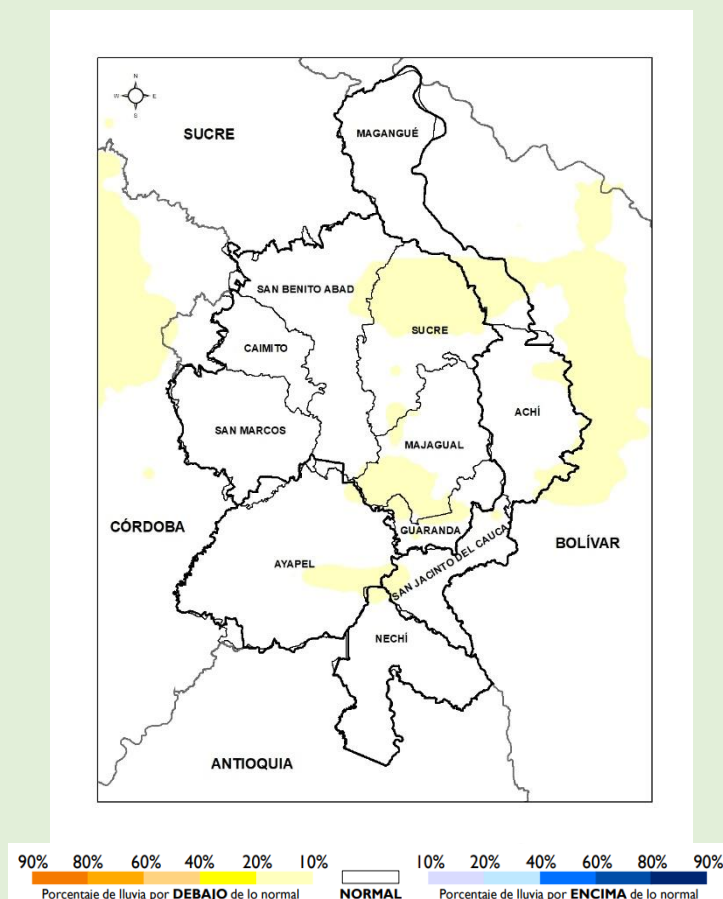 N
W E
S
SUCRE
MAGANGUÉ
SAN BENITO ABAD
SUCRE
CAIMITO
ACHÍ
SAN MARCOS
MAJAGUAL
CÓRDOBA
GUARANDA
BOLÍVAR
AYAPEL
SAN JACINTO DEL CAUCA
NECHÍ
ANTIOQUIA
90% 80% 60% 40% 20% 10% 10% 20% 40% 60% 80% 90%
Porcentaje de lluvia por DEBAJO de lo normal NORMAL Porcentaje de lluvia por ENCIMA de lo normal